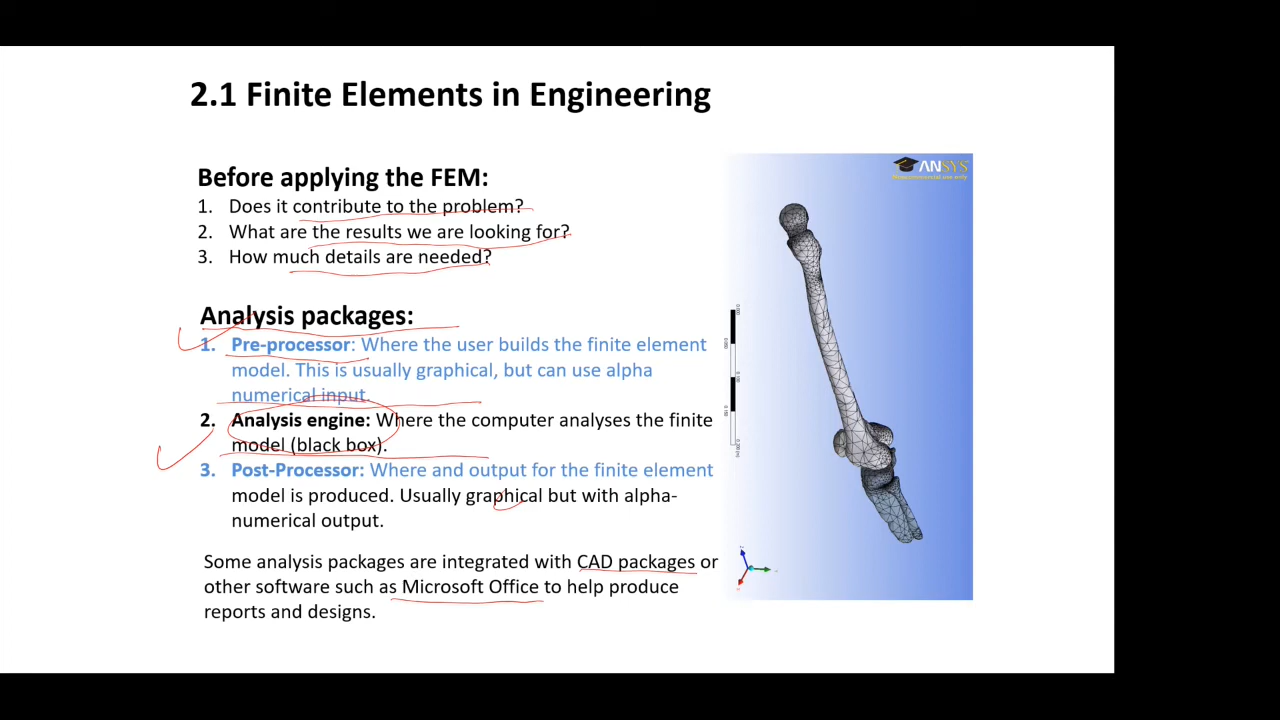 2.1 Finite Elements in Engineering
Before applying the FEM:
1. Does it contribute to the problem?
2. What are the results we are looking for?
3. How much details are needed?
Analysis packages:
1. Pre-processor: Where the user builds the finite element
model. This is usually graphical, but can use alpha
numerical input.
2. Analysis engine: Where the computer analyses the finite
model (black box).
3. Post-Processor: Where and output for the finite element
model is produced. Usually graphical but with alpha-
numerical output.
Some analysis packages are integrated with CAD packages or
other software such as Microsoft Office to help produce
reports and designs.
ANSYS